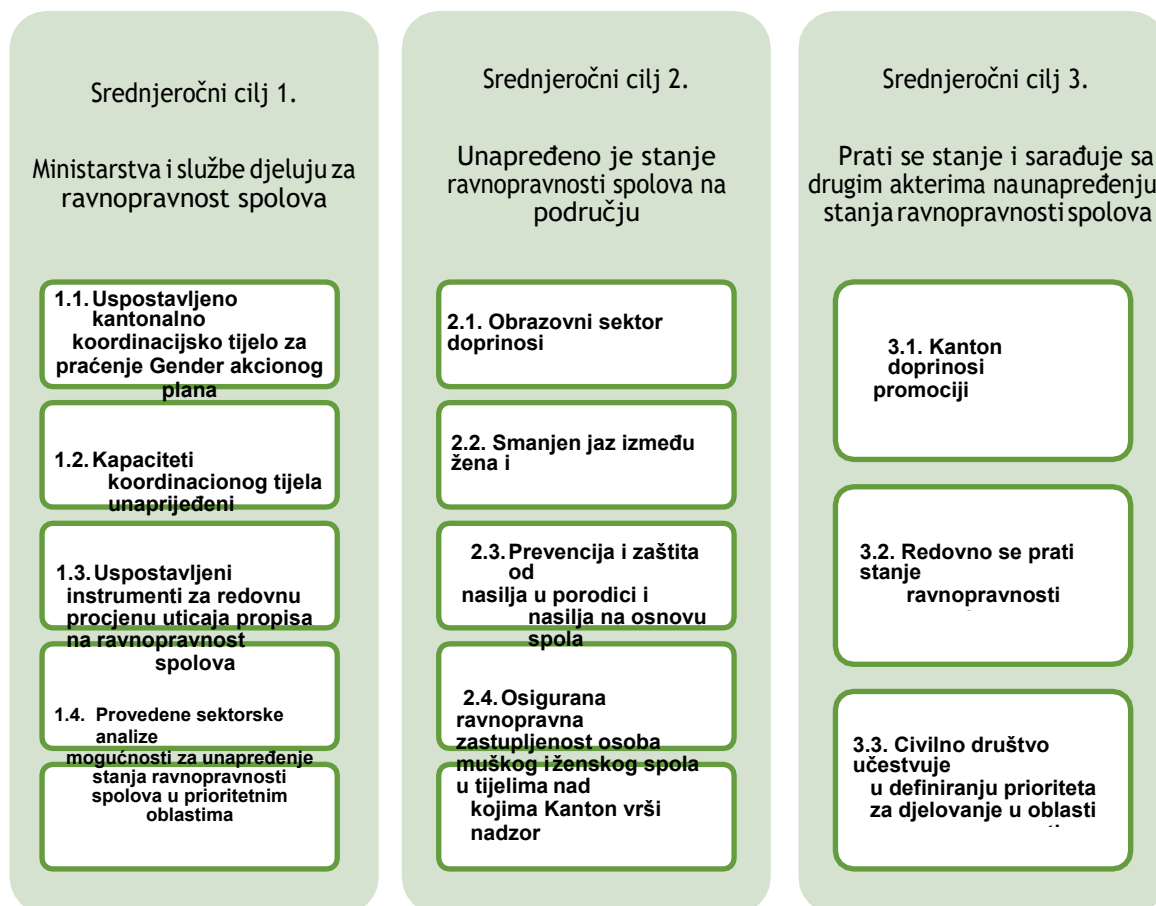 Srednjeročni cilj 1.
Ministarstva i službe djeluju za
ravnopravnost spolova
1.1. Uspostavljeno
kantonalno
koordinacijsko tijelo za
praćenje Gender akcionog
plana
1.2. Kapaciteti
koordinacionog tijela
unaprijeđeni
1.3. Uspostavljeni
instrumenti za redovnu
procjenu uticaja propisa
na ravnopravnost
spolova
1.4. Provedene sektorske
analize
mogućnosti za unapređenje
stanja ravnopravnosti
spolova u prioritetnim
oblastima
Srednjeročni cilj 2.
Unapređeno je stanje
ravnopravnosti spolova na
području
2.1. Obrazovni sektor
doprinosi
2.2. Smanjen jaz između
žena i
2.3. Prevencija i zaštita
od
nasilja u porodici i
nasilja na osnovu
spola
2.4. Osigurana
ravnopravna
zastupljenost osoba
muškog i ženskog spola
u tijelima nad
kojima Kanton vrši
nadzor
Srednjeročni cilj 3.
Prati se stanje i sarađuje sa
drugim akterima na unapređenju
stanja ravnopravnosti spolova
3.1. Kanton
doprinosi
promociji
3.2. Redovno se prati
stanje
ravnopravnosti
3.3. Civilno društvo
učestvuje
u definiranju prioriteta
za djelovanje u oblasti